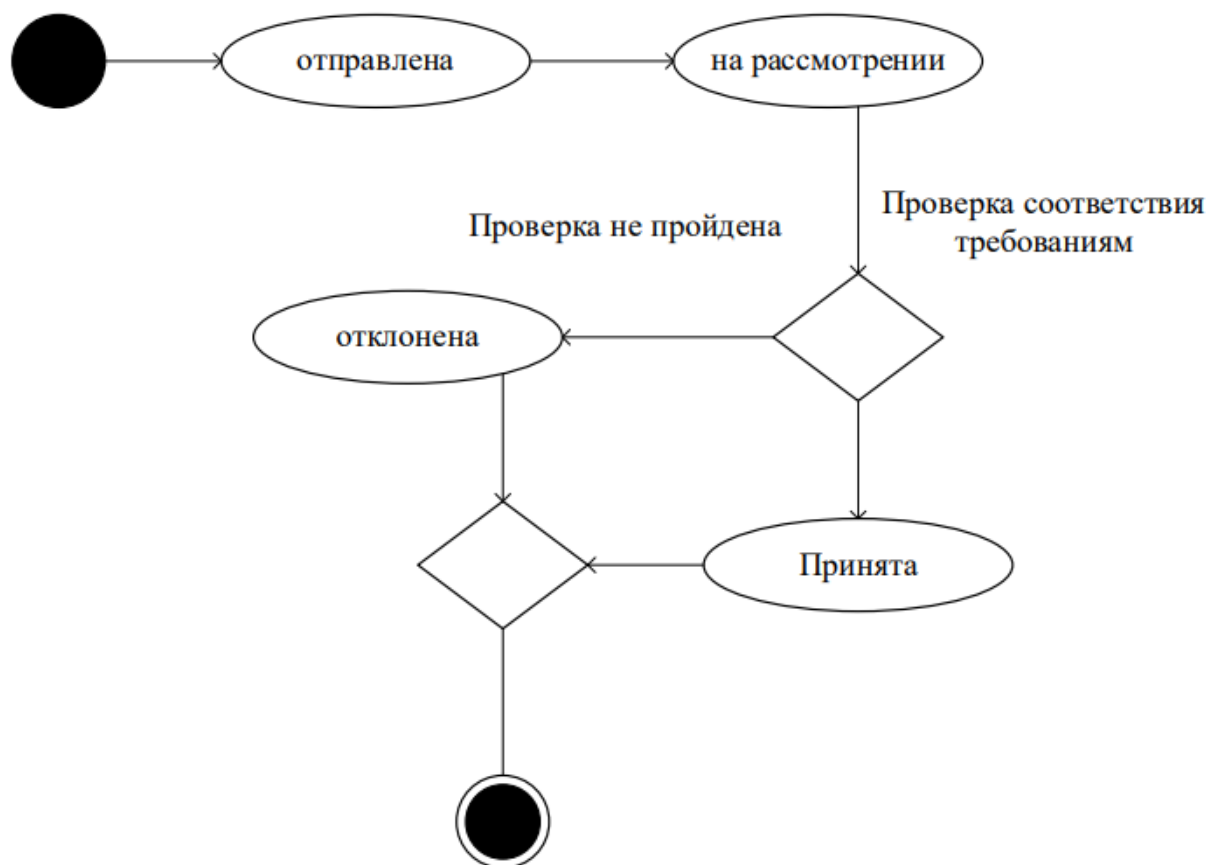 отправлена
на рассмотрении
Проверка не пройдена
Проверка соответствия
требованиям
отклонена
Принята